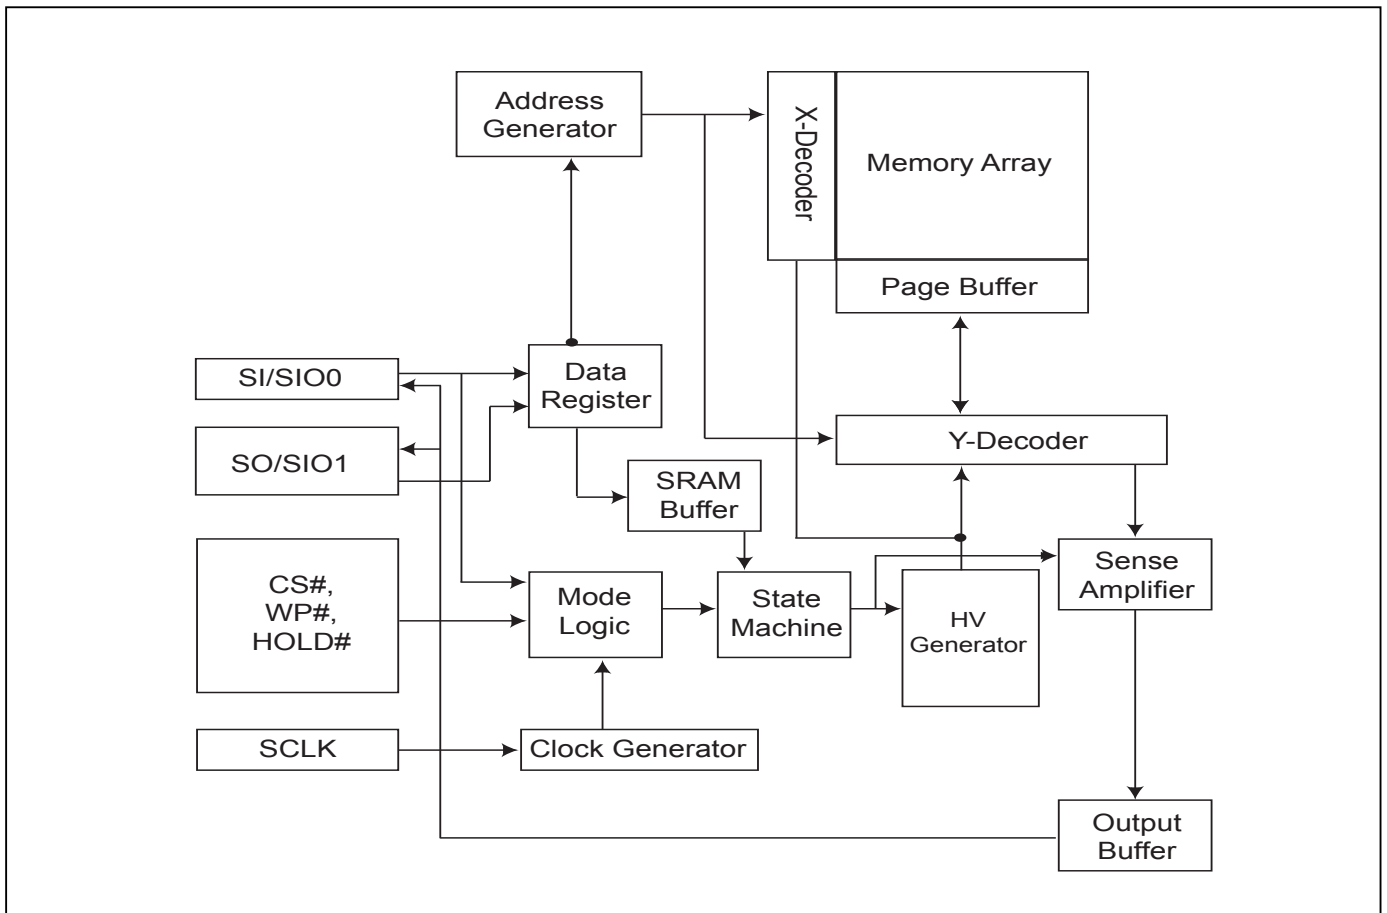 Address
Generator
X-Decoder
Memory Array
Page Buffer
SI/SIO0
Data
Register
SO/SIO1
Y-Decoder
SRAM
Buffer
CS#,
WP#,
HOLD#
Mode
Logic
State
Machine
HV
Generator
Sense
Amplifier
SCLK
Clock Generator
Output
Buffer